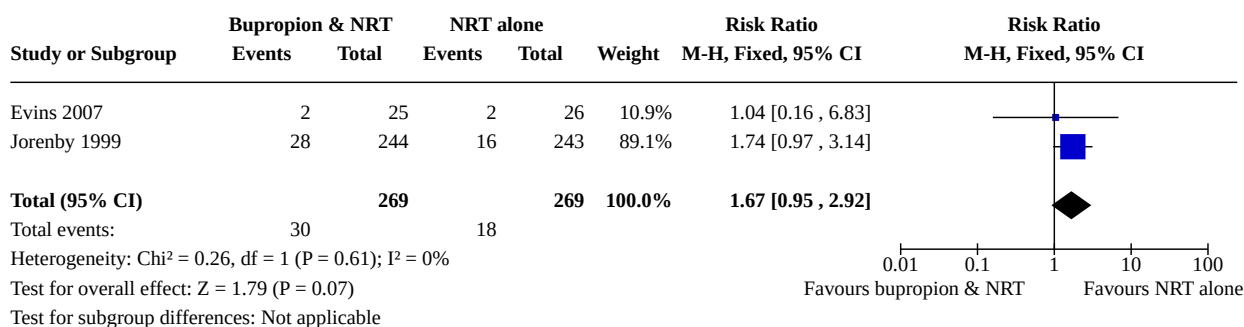 Bupropion & NRT NRT alone Risk Ratio Risk Ratio
Study or Subgroup Events Total Events Total Weight M-H, Fixed, 95% CI M-H, Fixed, 95% CI
Evins 2007 2 25 2 26 10.9% 1.04 [0.16 , 6.83]
Jorenby 1999 28 244 16 243 89.1% 1.74 [0.97 , 3.14]
Total (95% CI) 269 269 100.0% 1.67 [0.95 , 2.92]
Total events: 30 18
Heterogeneity: Chi² = 0.26, df = 1 (P = 0.61); I² = 0%
0.01 0.1 1 10 100
Test for overall effect: Z = 1.79 (P = 0.07) Favours bupropion & NRT Favours NRT alone
Test for subgroup differences: Not applicable